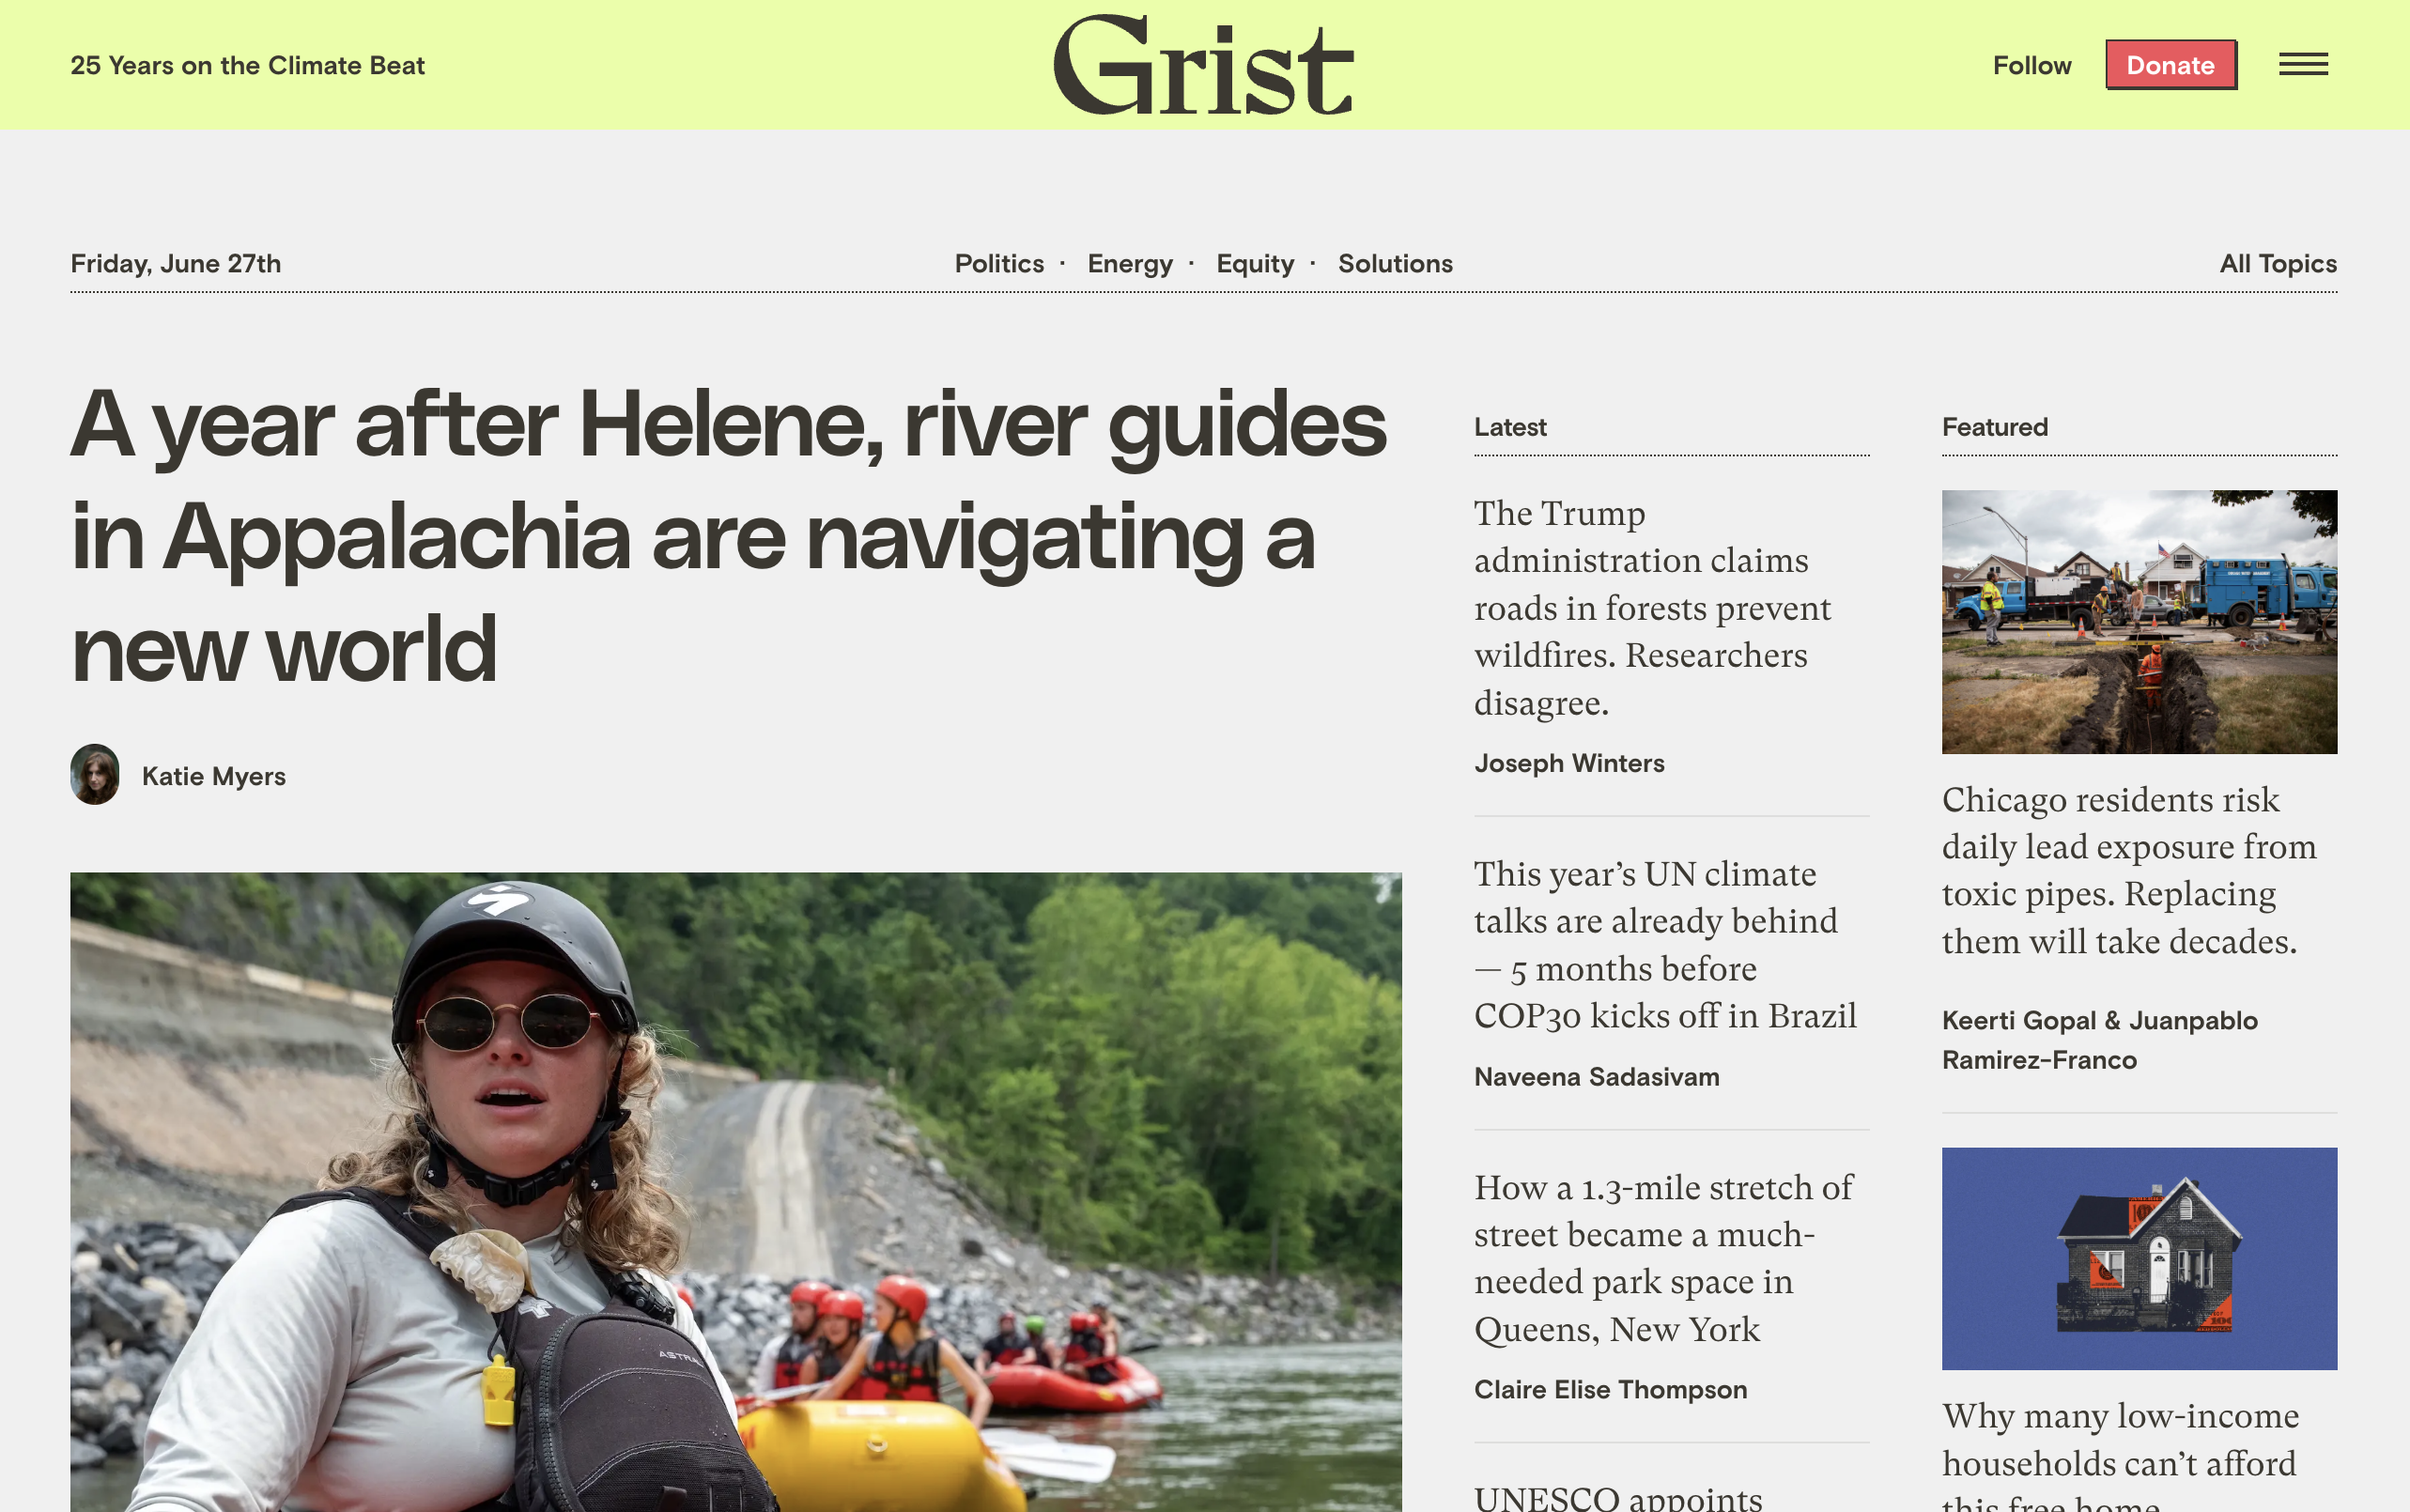 25 Years on the Climate Beat
Grist
Follow
Donate
Friday, June 27th
Politics · Energy · Equity · Solutions
All Topics
A year after Helene, river guides
in Appalachia are navigating a
new world
Katie Myers
ASTRAL
Latest
The Trump
administration claims
roads in forests prevent
wildfires. Researchers
disagree.
Joseph Winters
This year’s UN climate
talks are already behind
— 5 months before
COP30 kicks off in Brazil
Naveena Sadasivam
How a 1.3-mile stretch of
street became a much-
needed park space in
Queens, New York
Claire Elise Thompson
UNESCO appoints
Featured
Chicago residents risk
daily lead exposure from
toxic pipes. Replacing
them will take decades.
Keerti Gopal & Juanpablo
Ramirez-Franco
Why many low-income
households can’t afford
this free home